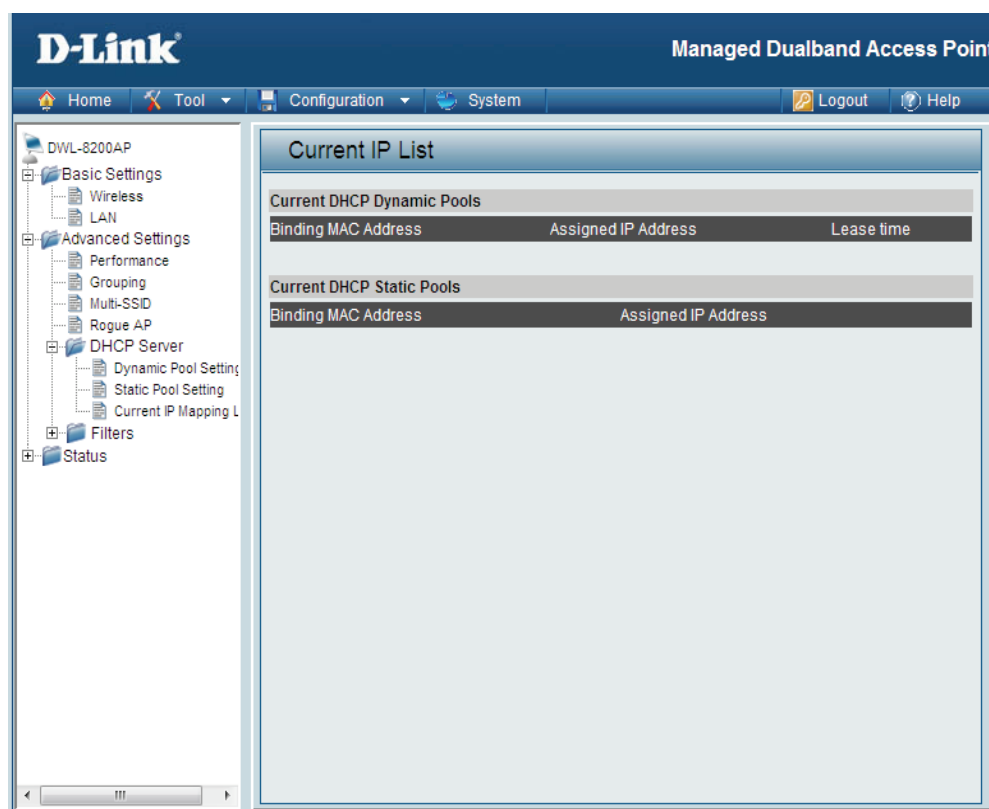 D-Link
Managed Dualband Access Poin
Home Tool Configuration System Logout Help
DWL-8200AP
Basic Settings
Wireless
LAN
Advanced Settings
Performance
Grouping
Multi-SSID
Rogue AP
DHCP Server
Dynamic Pool Setting
Static Pool Setting
Current IP Mapping L
Filters
Status
Current IP List
Current DHCP Dynamic Pools
Binding MAC Address Assigned IP Address Lease time
Current DHCP Static Pools
Binding MAC Address Assigned IP Address